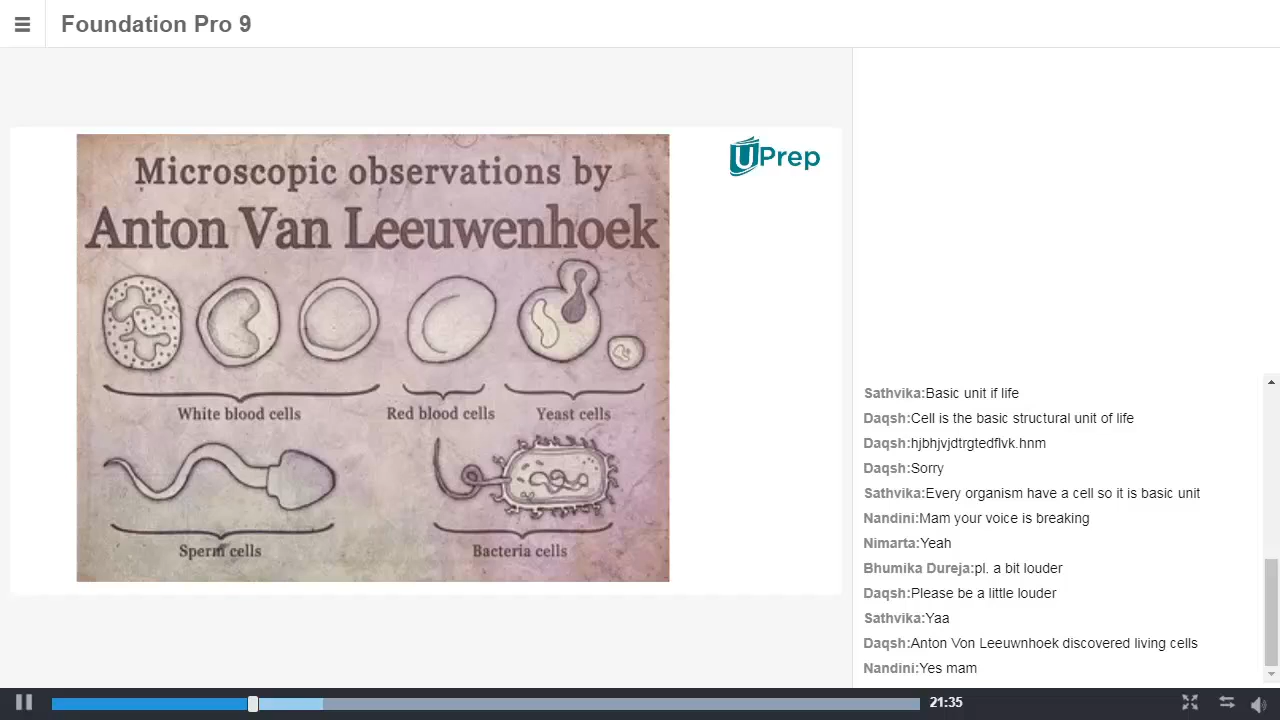 Foundation Pro 9
UPrep
Microscopic observations by
Anton Van Leeuwenhoek
White blood cells
Red blood cells
Yeast cells
Sperm cells
Bacteria cells
Sathvika:Basic unit if life
Daqsh:Cell is the basic structural unit of life
Daqsh:hjbhjvjdtrgtedflvk.hnm
Daqsh:Sorry
Sathvika:Every organism have a cell so it is basic unit
Nandini:Mam your voice is breaking
Nimarta:Yeah
Bhumika Dureja:pl. a bit louder
Daqsh:Please be a little louder
Sathvika:Yaa
Daqsh:Anton Von Leeuwnhoek discovered living cells
Nandini:Yes mam
21:35